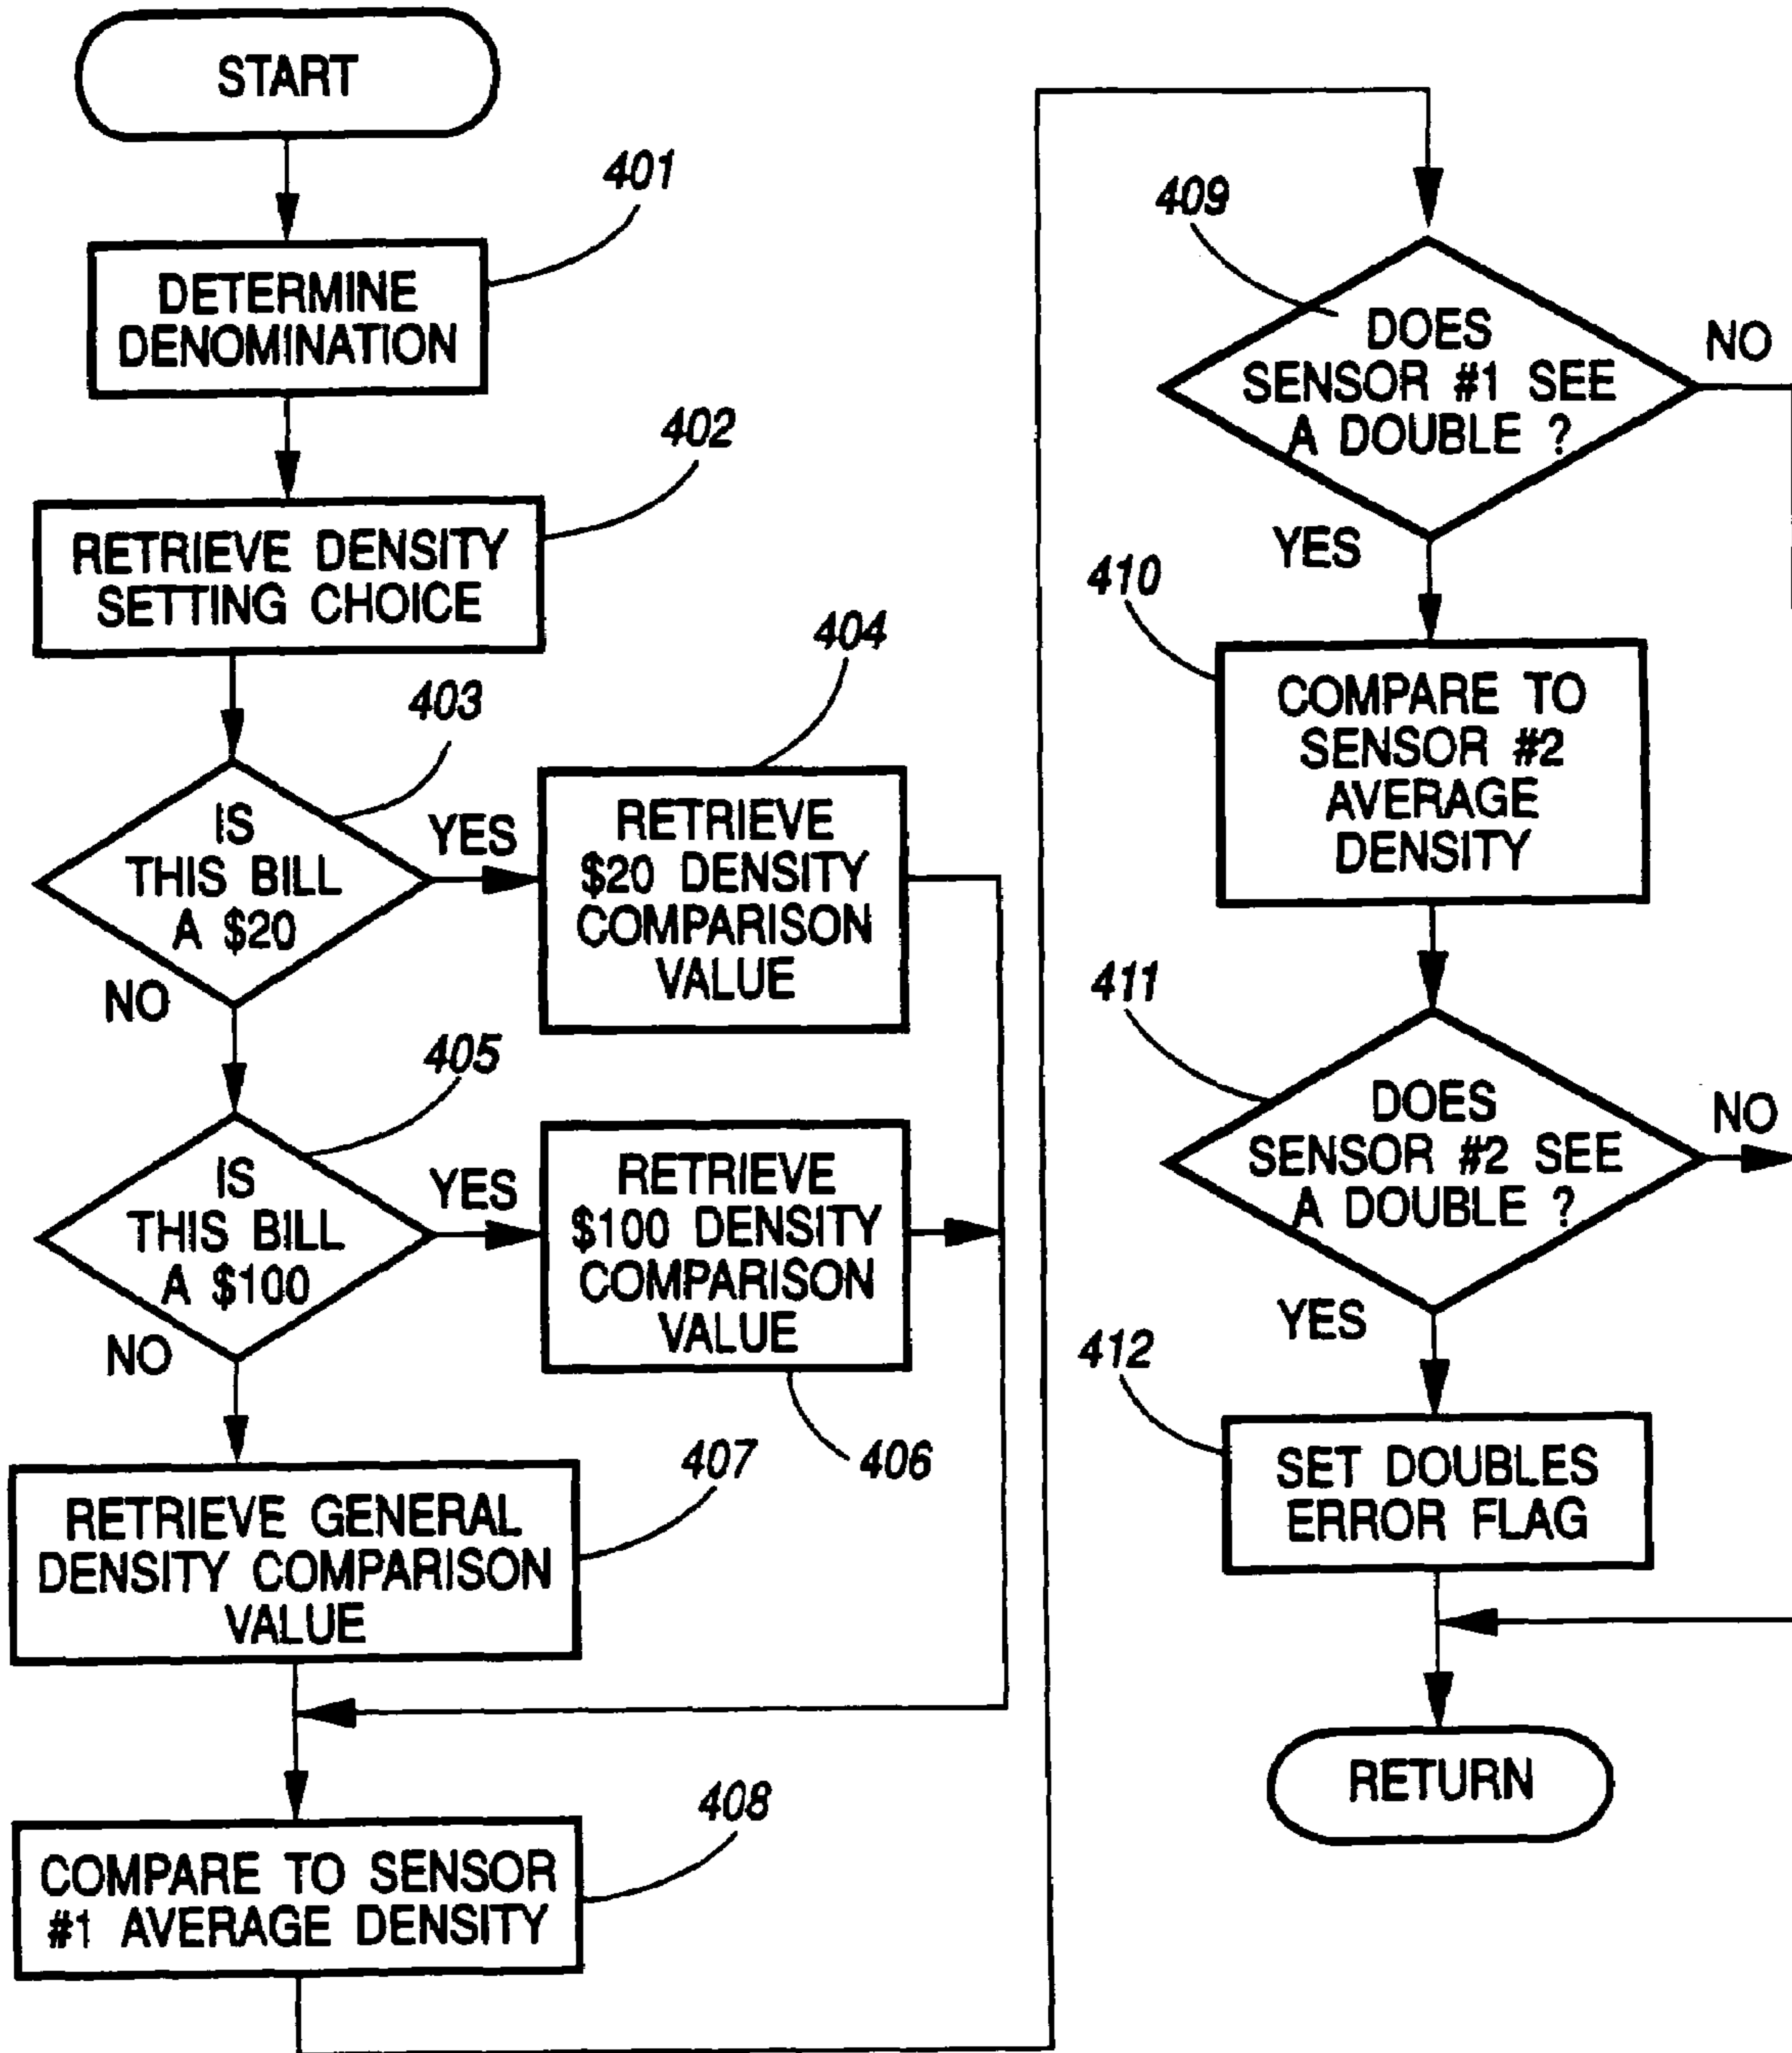 START
401
DETERMINE
DENOMINATION
402
RETRIEVE DENSITY
SETTING CHOICE
403
IS
THIS BILL
A $20
YES
NO
404
RETRIEVE
$20 DENSITY
COMPARISON
VALUE
405
IS
THIS BILL
A $100
YES
NO
RETRIEVE
$100 DENSITY
COMPARISON
VALUE
406
407
RETRIEVE GENERAL
DENSITY COMPARISON
VALUE
408
COMPARE TO SENSOR
#1 AVERAGE DENSITY
409
DOES
SENSOR #1 SEE
A DOUBLE ?
NO
YES
410
COMPARE TO
SENSOR #2
AVERAGE
DENSITY
411
DOES
SENSOR #2 SEE
A DOUBLE ?
NO
YES
412
SET DOUBLES
ERROR FLAG
RETURN